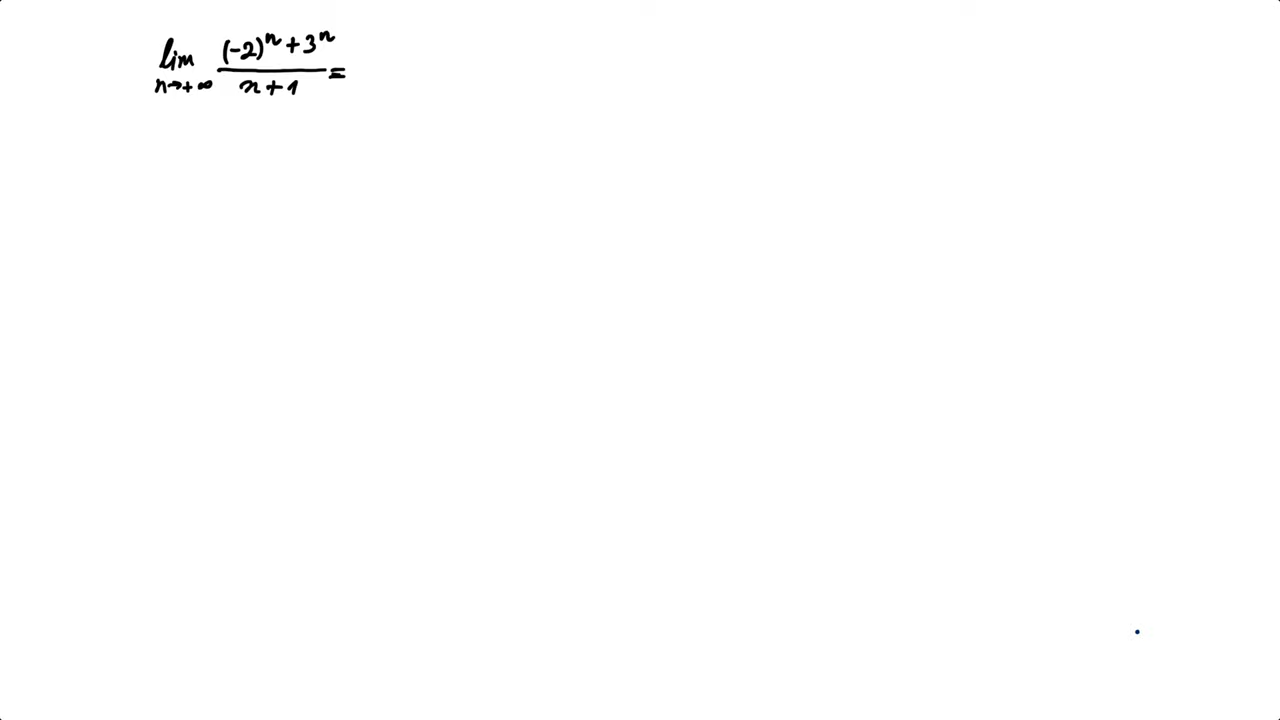 lim n→+∞ ((-2)^n + 3^n)/(n+1) =